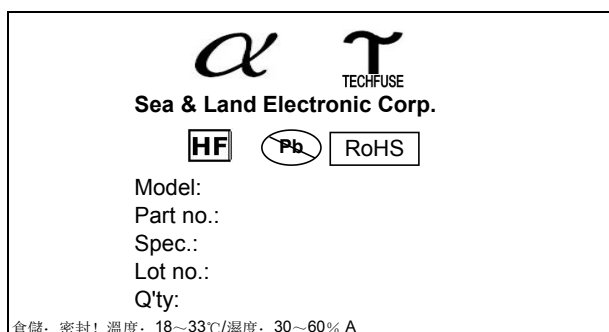 α T
TECHFUSE
Sea & Land Electronic Corp.
HF Pb RoHS
Model:
Part no.:
Spec.:
Lot no.:
Q'ty:
倉儲﹒密封! 溫度﹒18～33℃/濕度﹒30～60% A